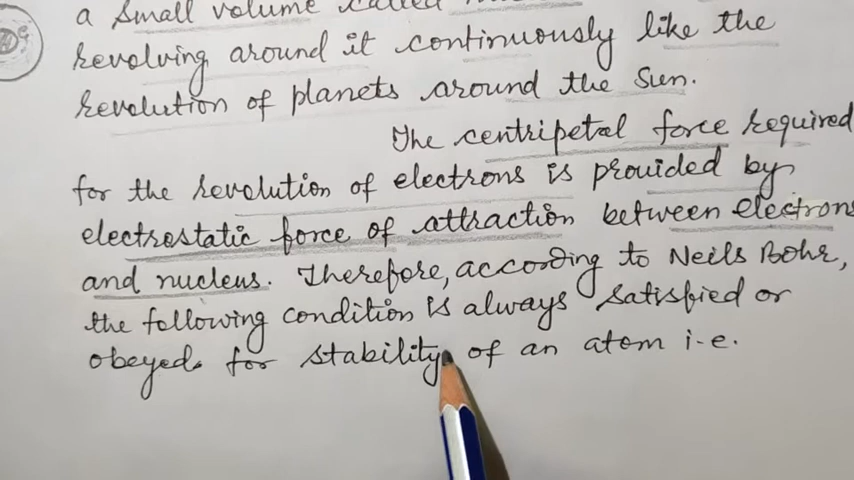 a small volume called
revolving around it continuously like the
revolution of planets around the Sun.
The centripetal force required
for the revolution of electrons is provided by
electrostatic force of attraction between electrons
and nucleus. Therefore, according to Neils Bohr,
the following condition is always satisfied or
obeyed. for stability of an atom i-e.